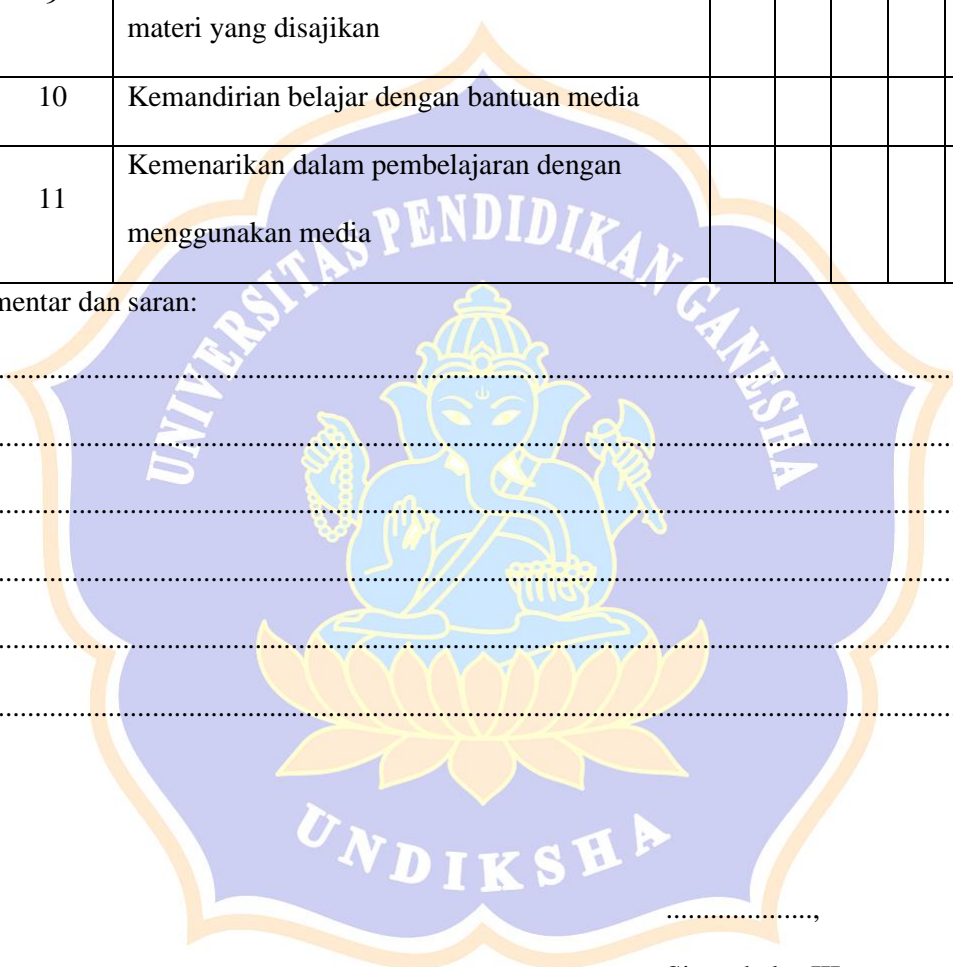 materi yang disajikan
10 Kemandirian belajar dengan bantuan media
Kemenarikan dalam pembelajaran dengan
11
menggunakan media
mentar dan saran:
UNIVERSITAS PENDIDIKAN GANESHA
......................................................................................................................................
......................................................................................................................................
......................................................................................................................................
......................................................................................................................................
......................................................................................................................................
......................................................................................................................................
UNDIKSHA
....................,